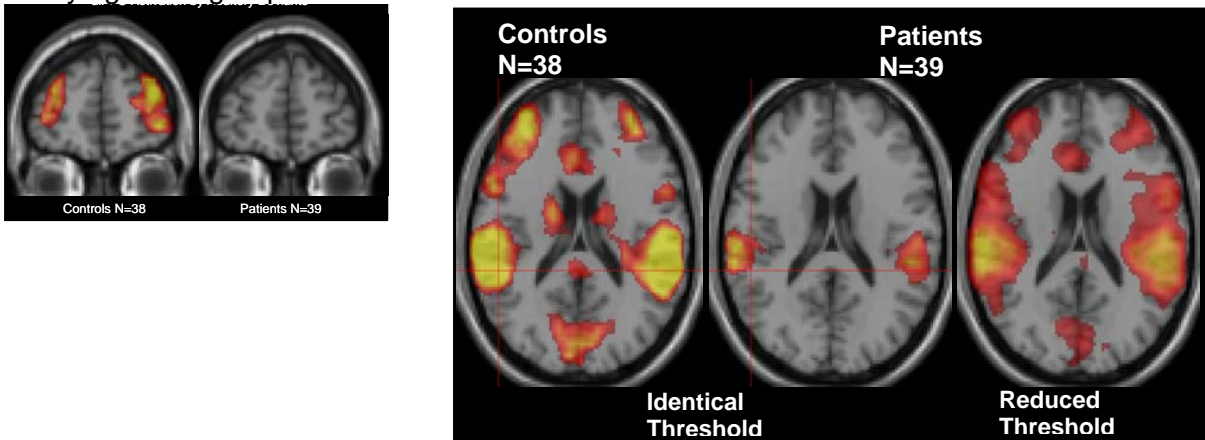 Controls N=38
Patients N=39
Controls
N=38
Patients
N=39
Identical
Threshold
Reduced
Threshold